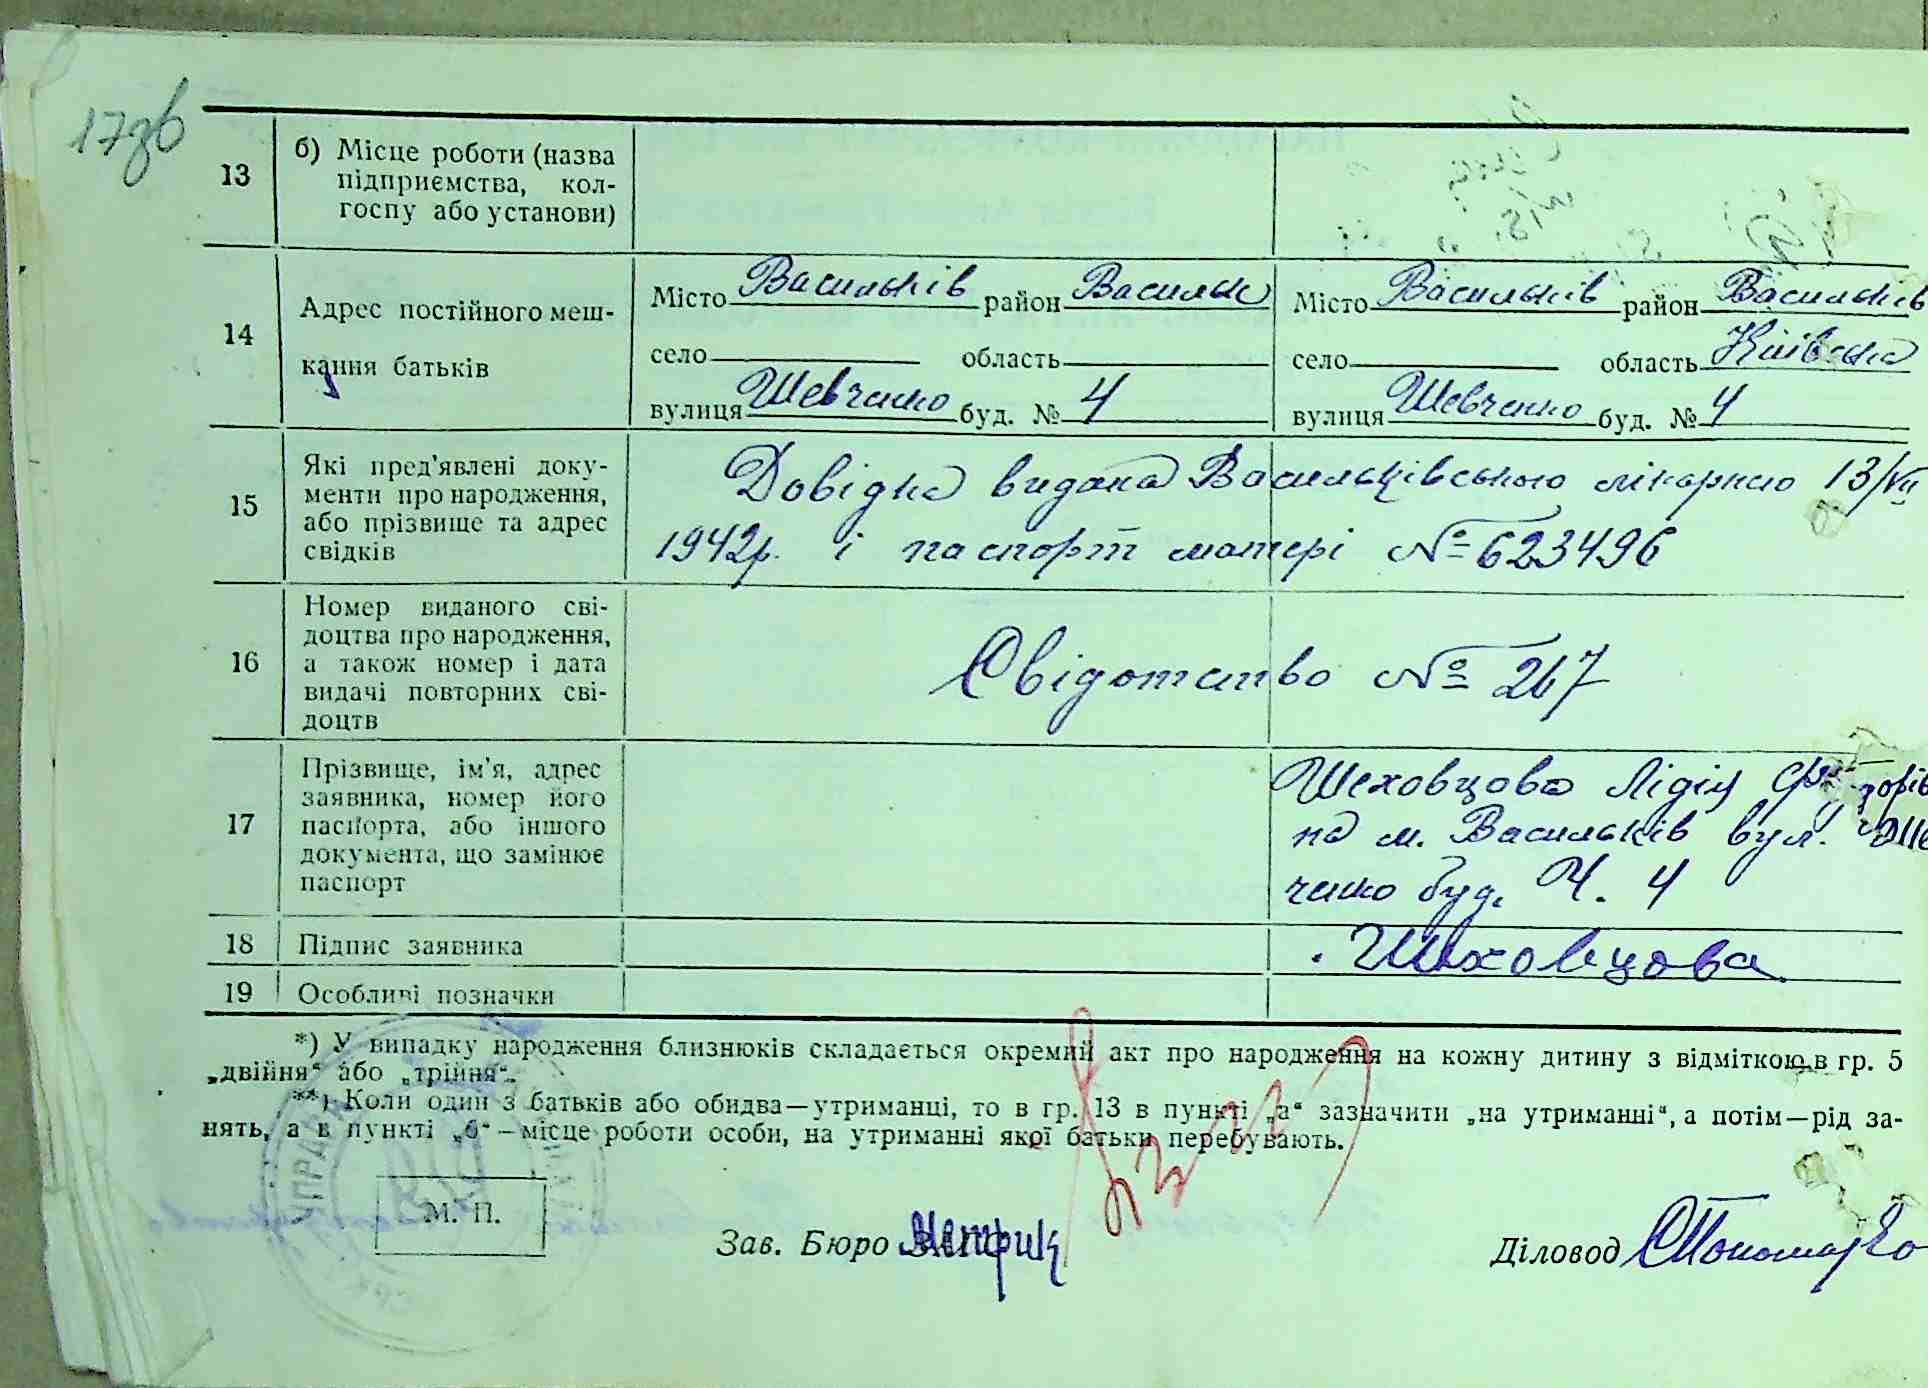 17зв
13 б) Місце роботи (назва
підприємства, кол-
госпу або установи)
14 Адрес постійного меш-
кання батьків
Місто Васильків район Васильк
село область
вулиця Шевченко буд. № 4
Місто Васильків район Васильків
село область Київська
вулиця Шевченко буд. № 4
15 Які пред'явлені доку-
менти про народження,
або прізвище та адрес
свідків
Довідка видана Васильківською лікарнею 13/VII
1942р. і паспорт матері № 623496
16 Номер виданого сві-
доцтва про народження,
а також номер і дата
видачі повторних сві-
доцтв
Свідотство № 267
17 Прізвище, ім'я, адрес
заявника, номер його
паспорта, або іншого
документа, що замінює
паспорт
Шеховцова Лідія
на м. Васильків вул. Шев
ченко буд. Ч. 4
18 Підпис заявника
Шеховцова
19 Особливі позначки
*) У випадку народження близнюків складається окремий акт про народження на кожну дитину з відміткою в гр. 5
„двійня“ або „трійня“.
**) Коли один з батьків або обидва—утриманці, то в гр. 13 в пункті „а“ зазначити „на утриманні“, а потім—рід за-
нять, а в пункті „б“—місце роботи особи, на утриманні якої батьки перебувають.
М. П.
Зав. Бюро Метрик
Діловод